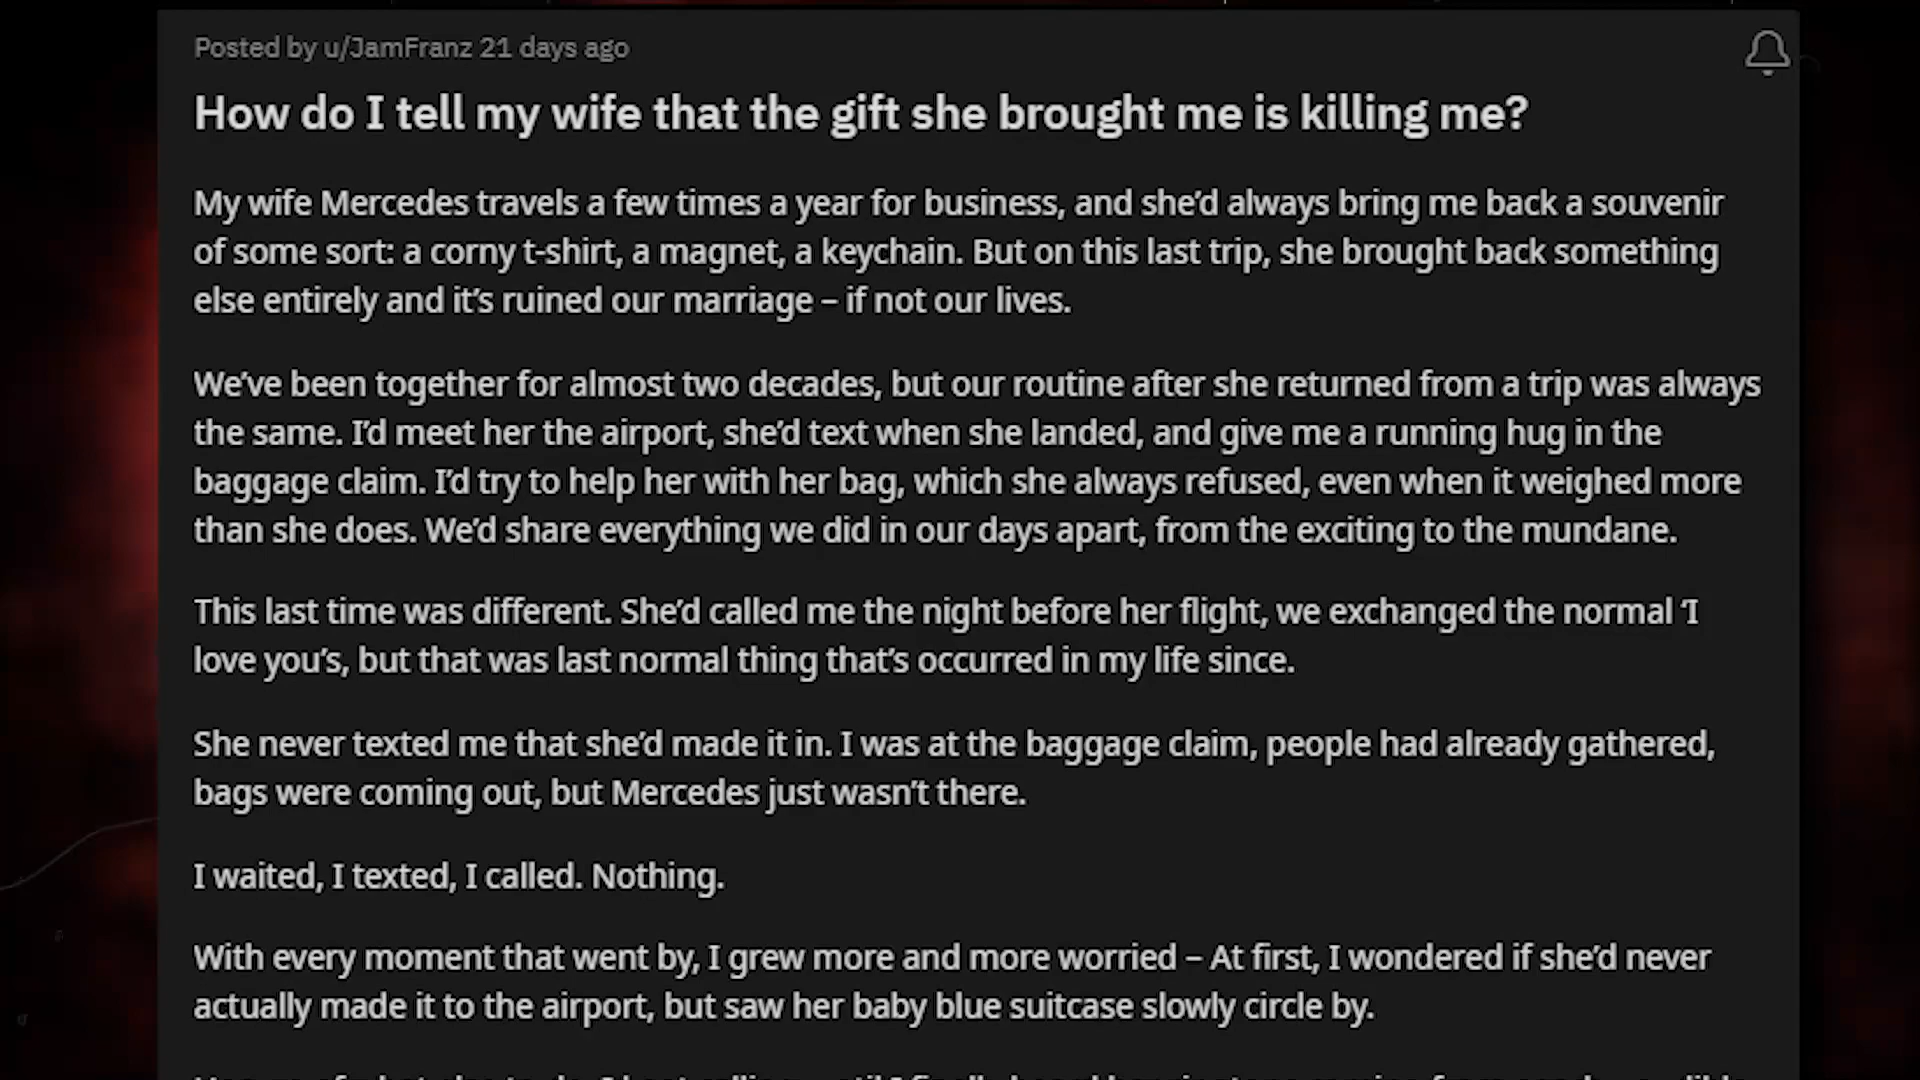 Posted by u/JamFranz 21 days ago
How do I tell my wife that the gift she brought me is killing me?
My wife Mercedes travels a few times a year for business, and she’d always bring me back a souvenir
of some sort: a corny t-shirt, a magnet, a keychain. But on this last trip, she brought back something
else entirely and it’s ruined our marriage – if not our lives.
We’ve been together for almost two decades, but our routine after she returned from a trip was always
the same. I’d meet her the airport, she’d text when she landed, and give me a running hug in the
baggage claim. I’d try to help her with her bag, which she always refused, even when it weighed more
than she does. We’d share everything we did in our days apart, from the exciting to the mundane.
This last time was different. She’d called me the night before her flight, we exchanged the normal ‘I
love you’s, but that was last normal thing that’s occurred in my life since.
She never texted me that she’d made it in. I was at the baggage claim, people had already gathered,
bags were coming out, but Mercedes just wasn’t there.
I waited, I texted, I called. Nothing.
With every moment that went by, I grew more and more worried – At first, I wondered if she’d never
actually made it to the airport, but saw her baby blue suitcase slowly circle by.